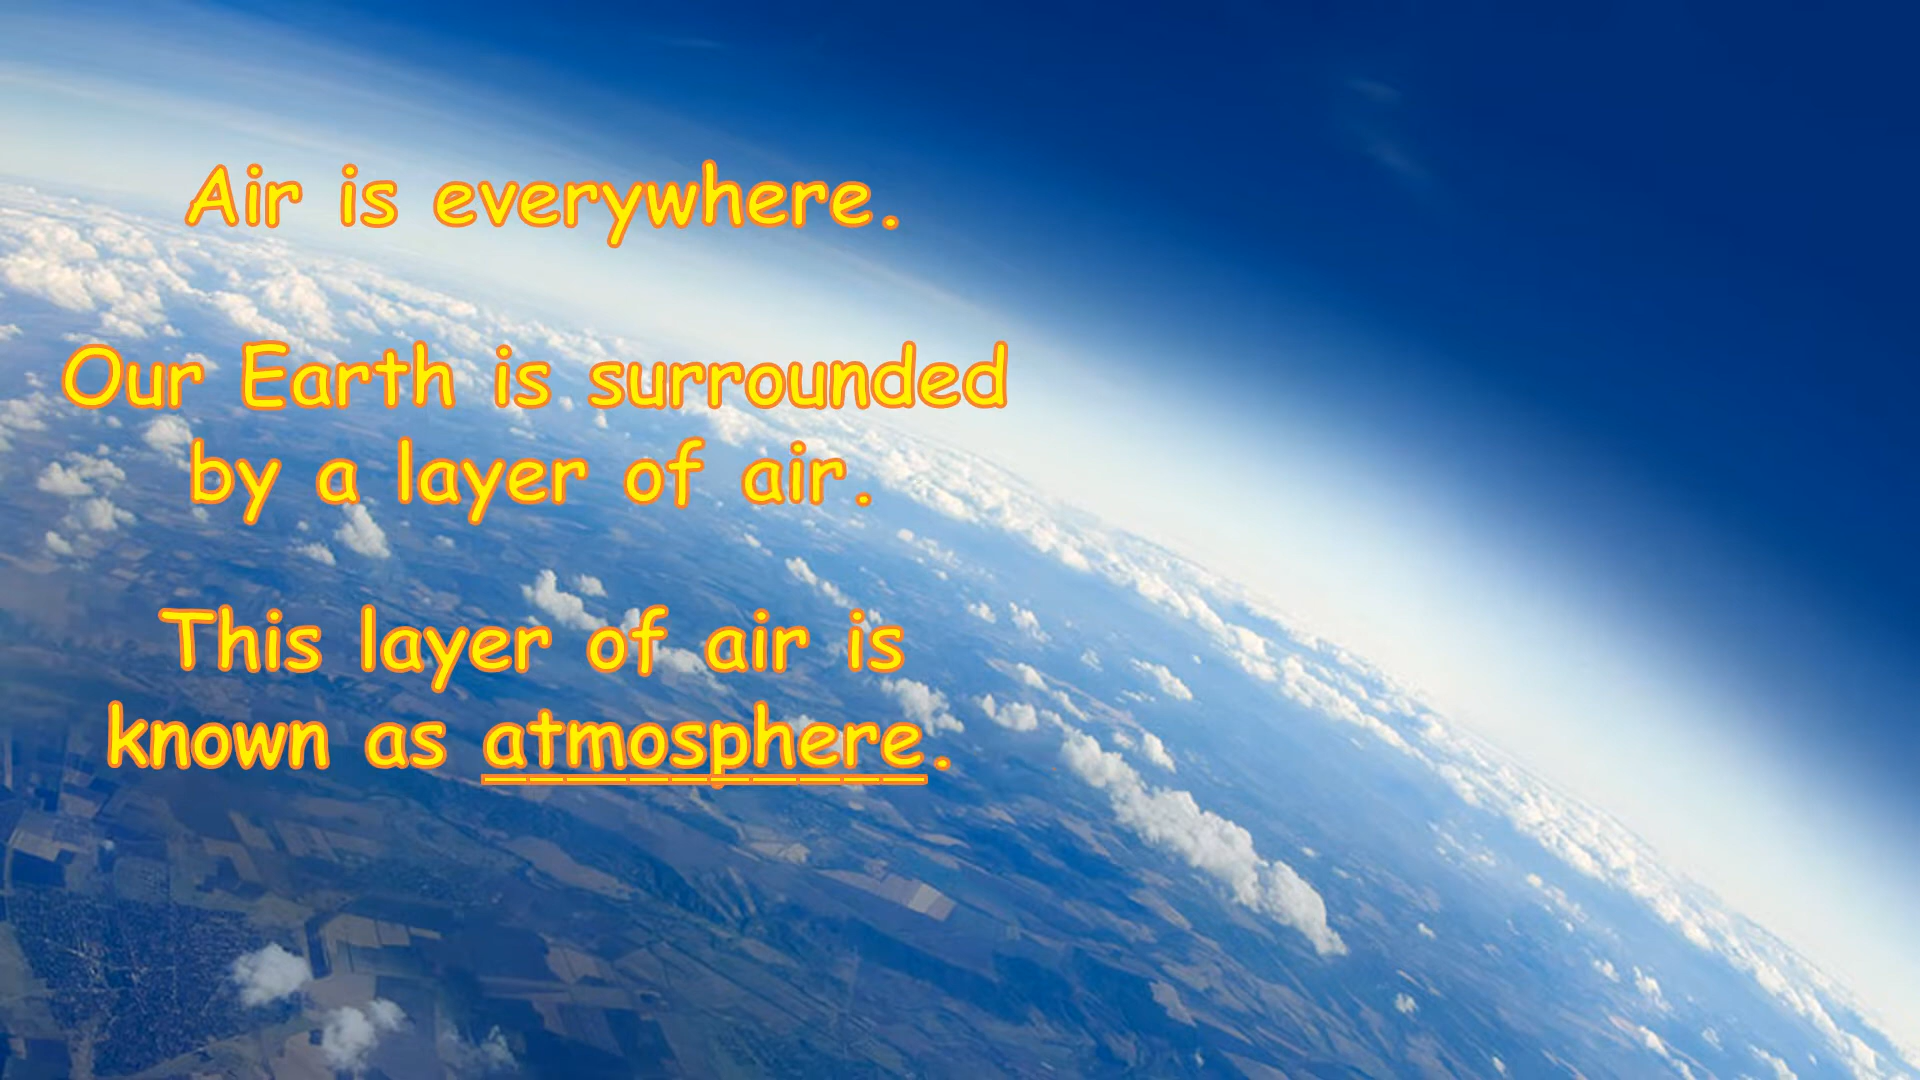 Air is everywhere.
Our Earth is surrounded
by a layer of air.
This layer of air is
known as atmosphere.